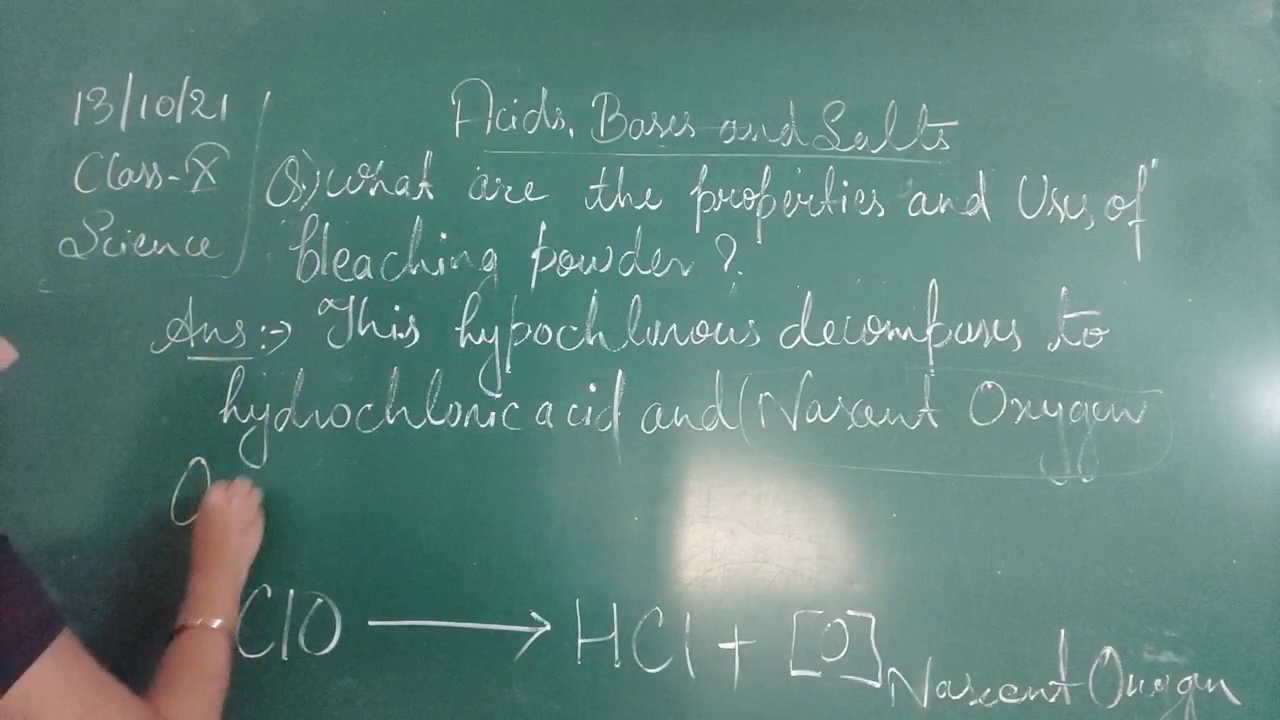 13/10/21
Class-X
Science
Acids, Bases and Salts
Q) What are the properties and Uses of
bleaching powder?
Ans:→ This hypochlorous decomposes to
hydrochloric acid and (Nascent Oxygen
O
ClO → HCl + [O] Nascent Oxygen